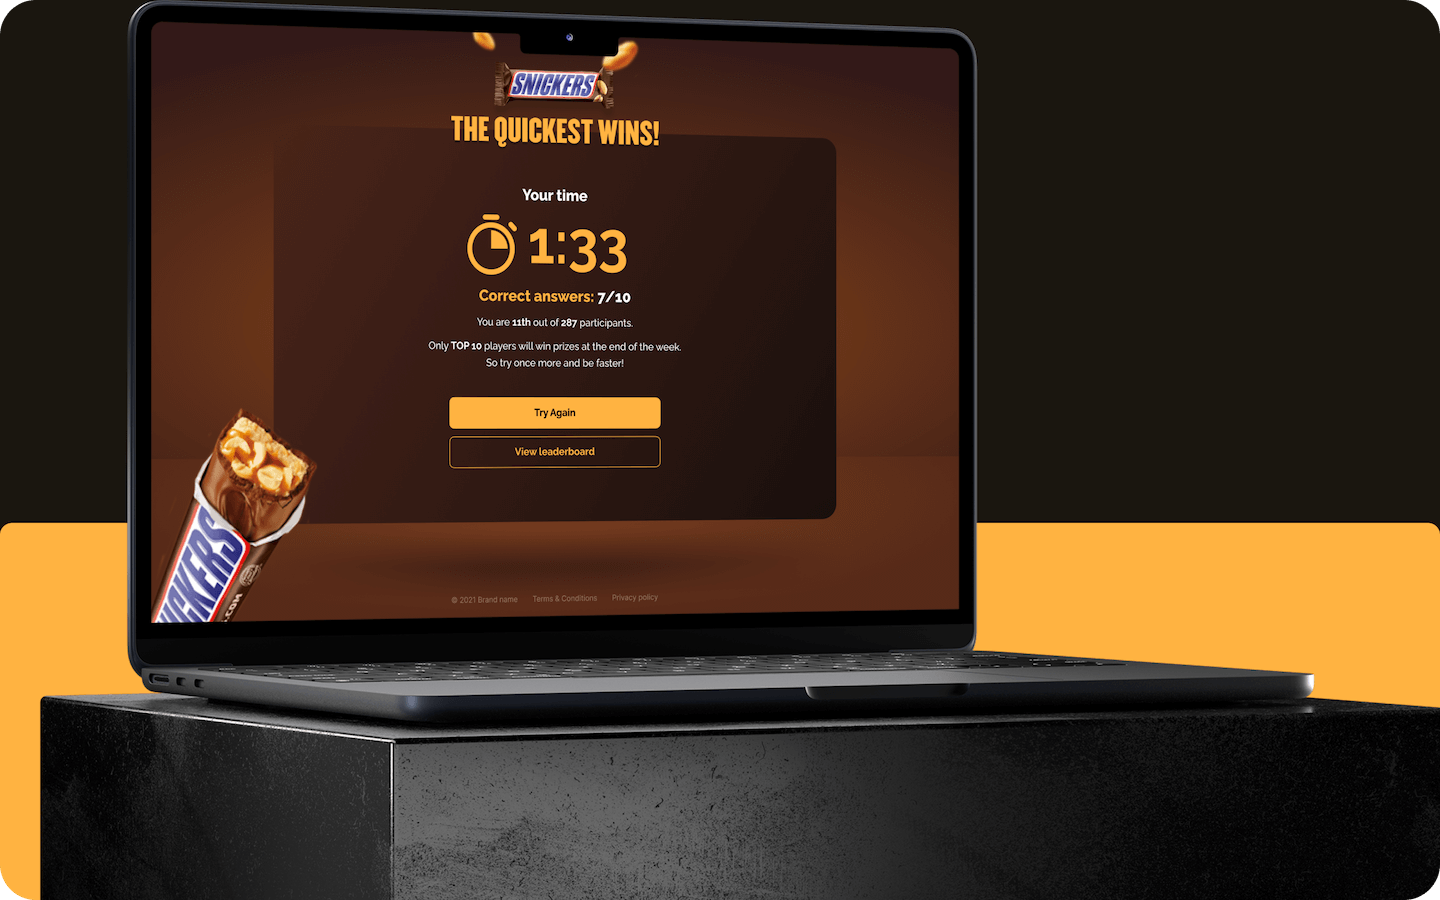 SNICKERS
THE QUICKEST WINS!
Your time
1:33
Correct answers: 7/10
You are 11th out of 287 participants.
Only TOP 10 players will win prizes at the end of the week.
So try once more and be faster!
Try Again
View leaderboard
ICKERS
.COM
© 2021 Brand name Terms & Conditions Privacy policy